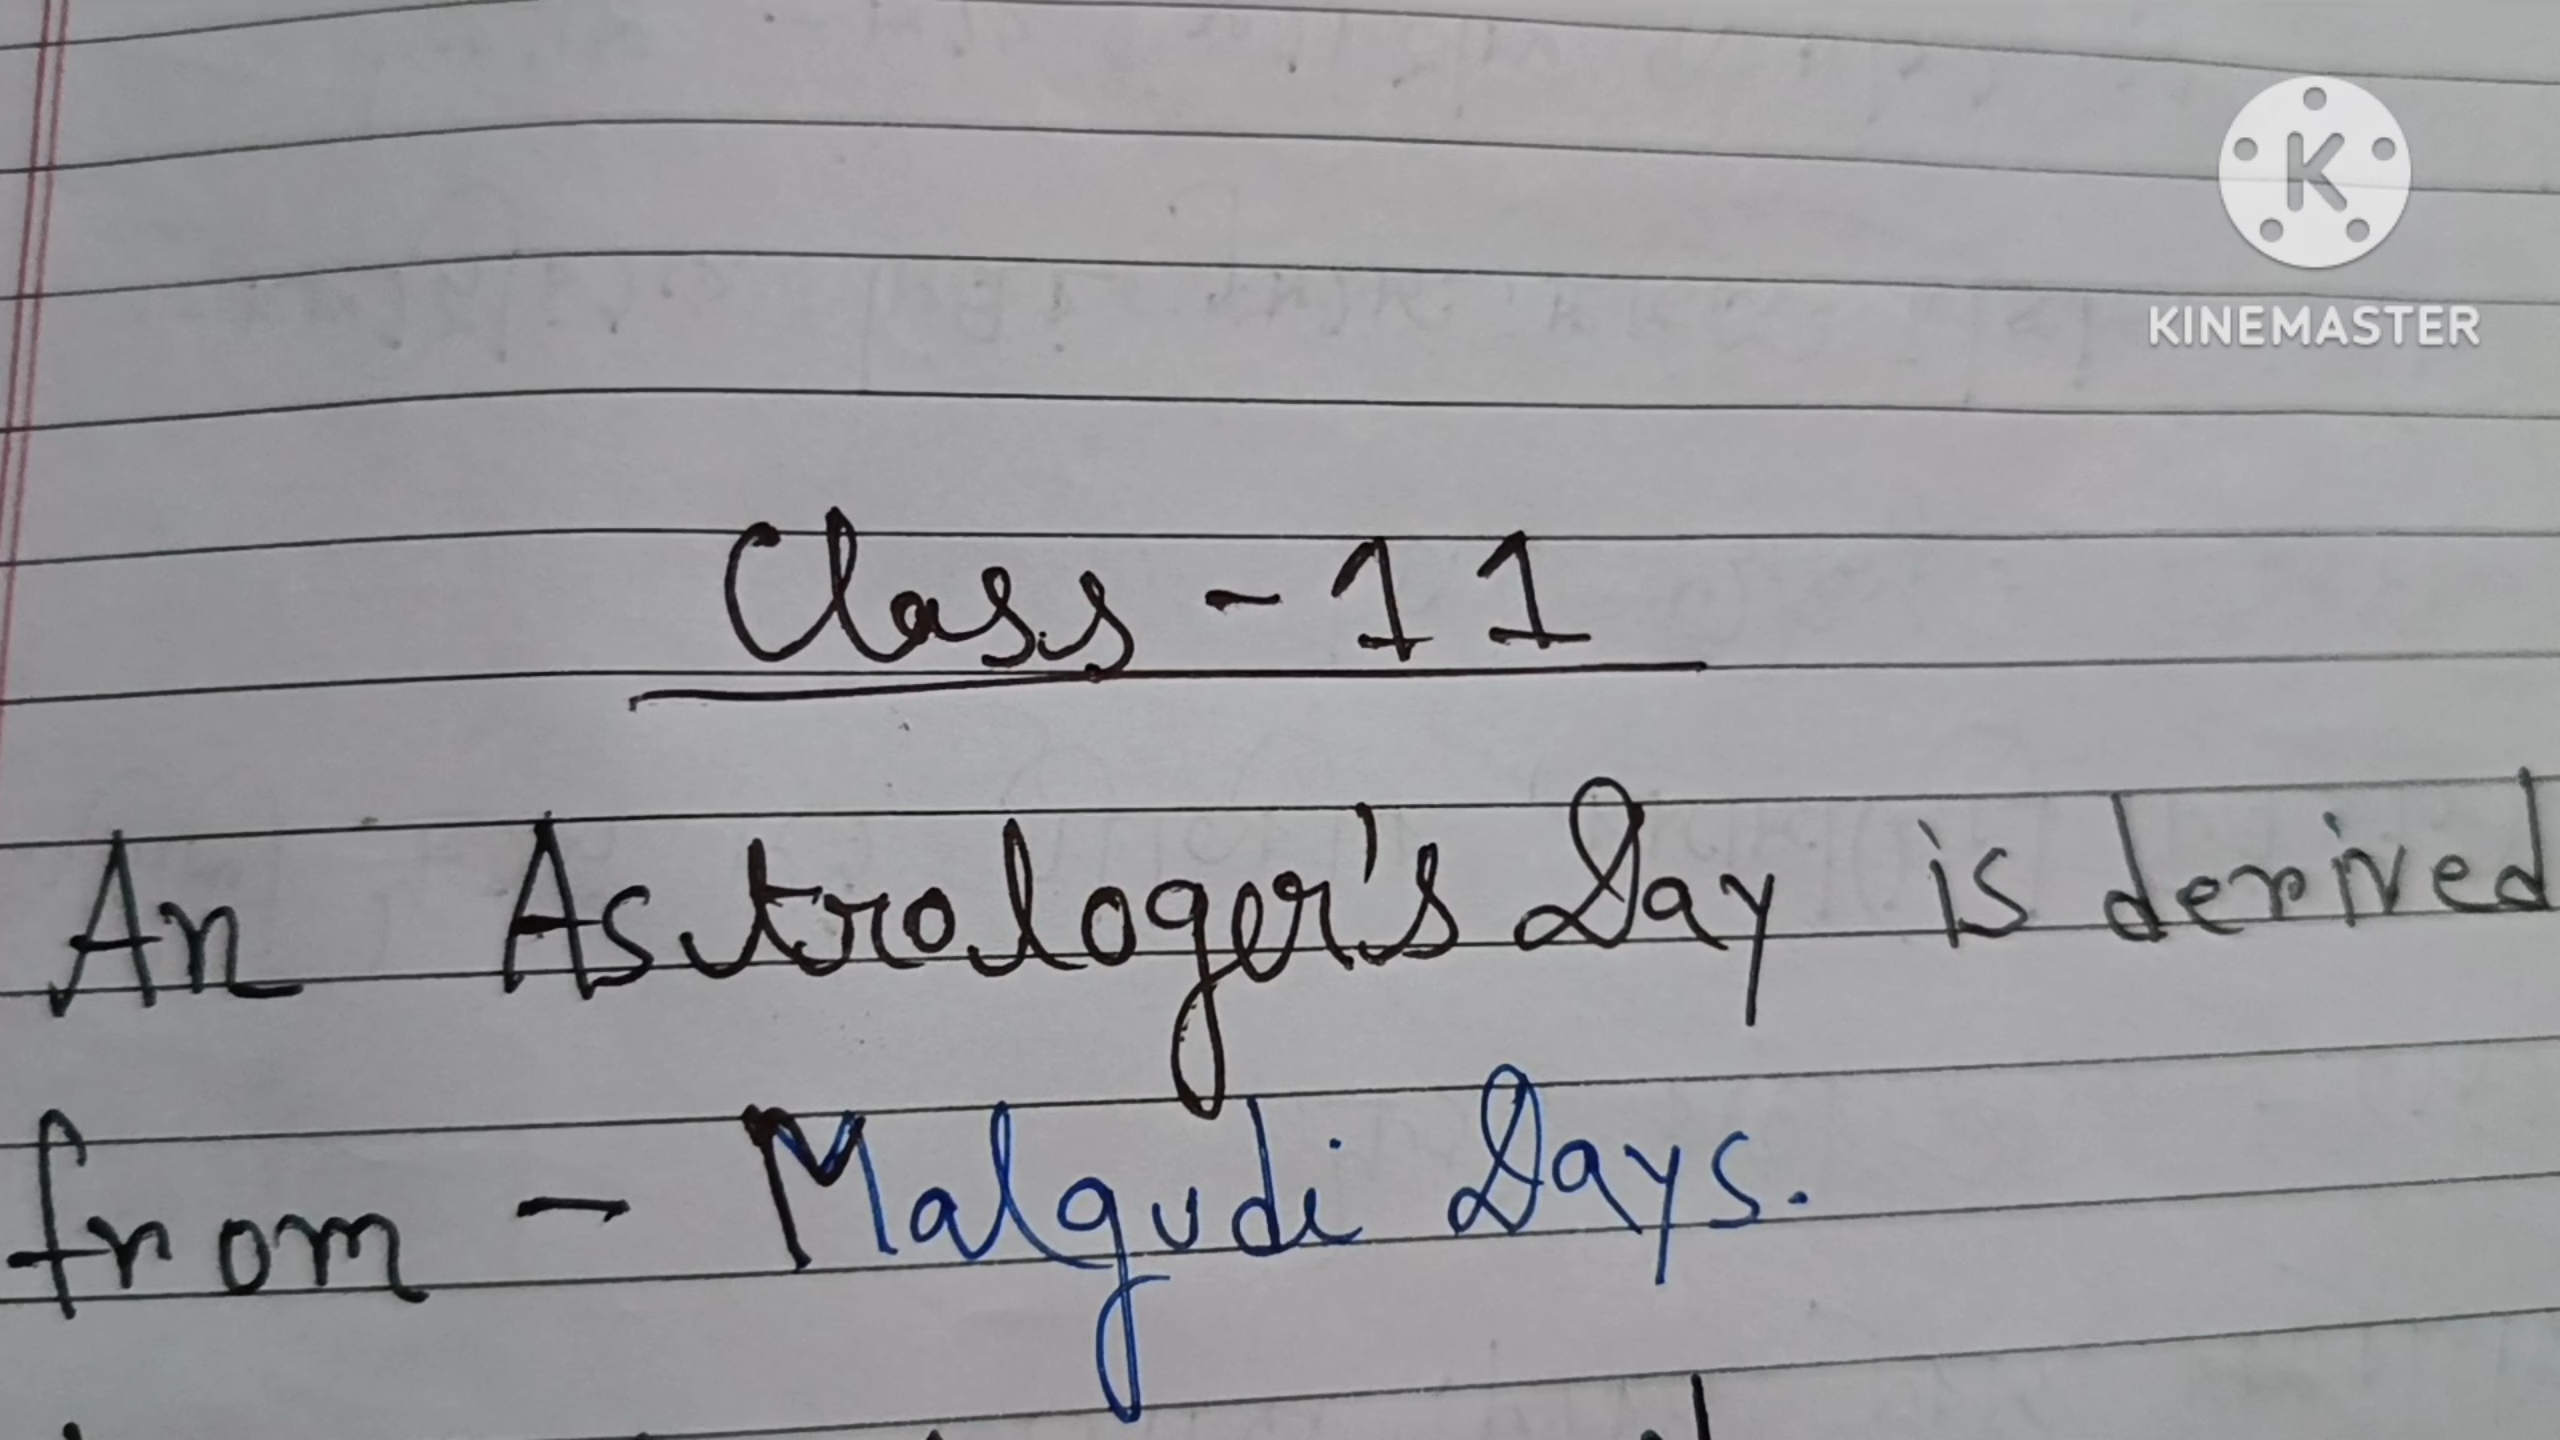 KINEMASTER
Class - 11
An Astrologer's Day is derived
from - Malgudi Days.